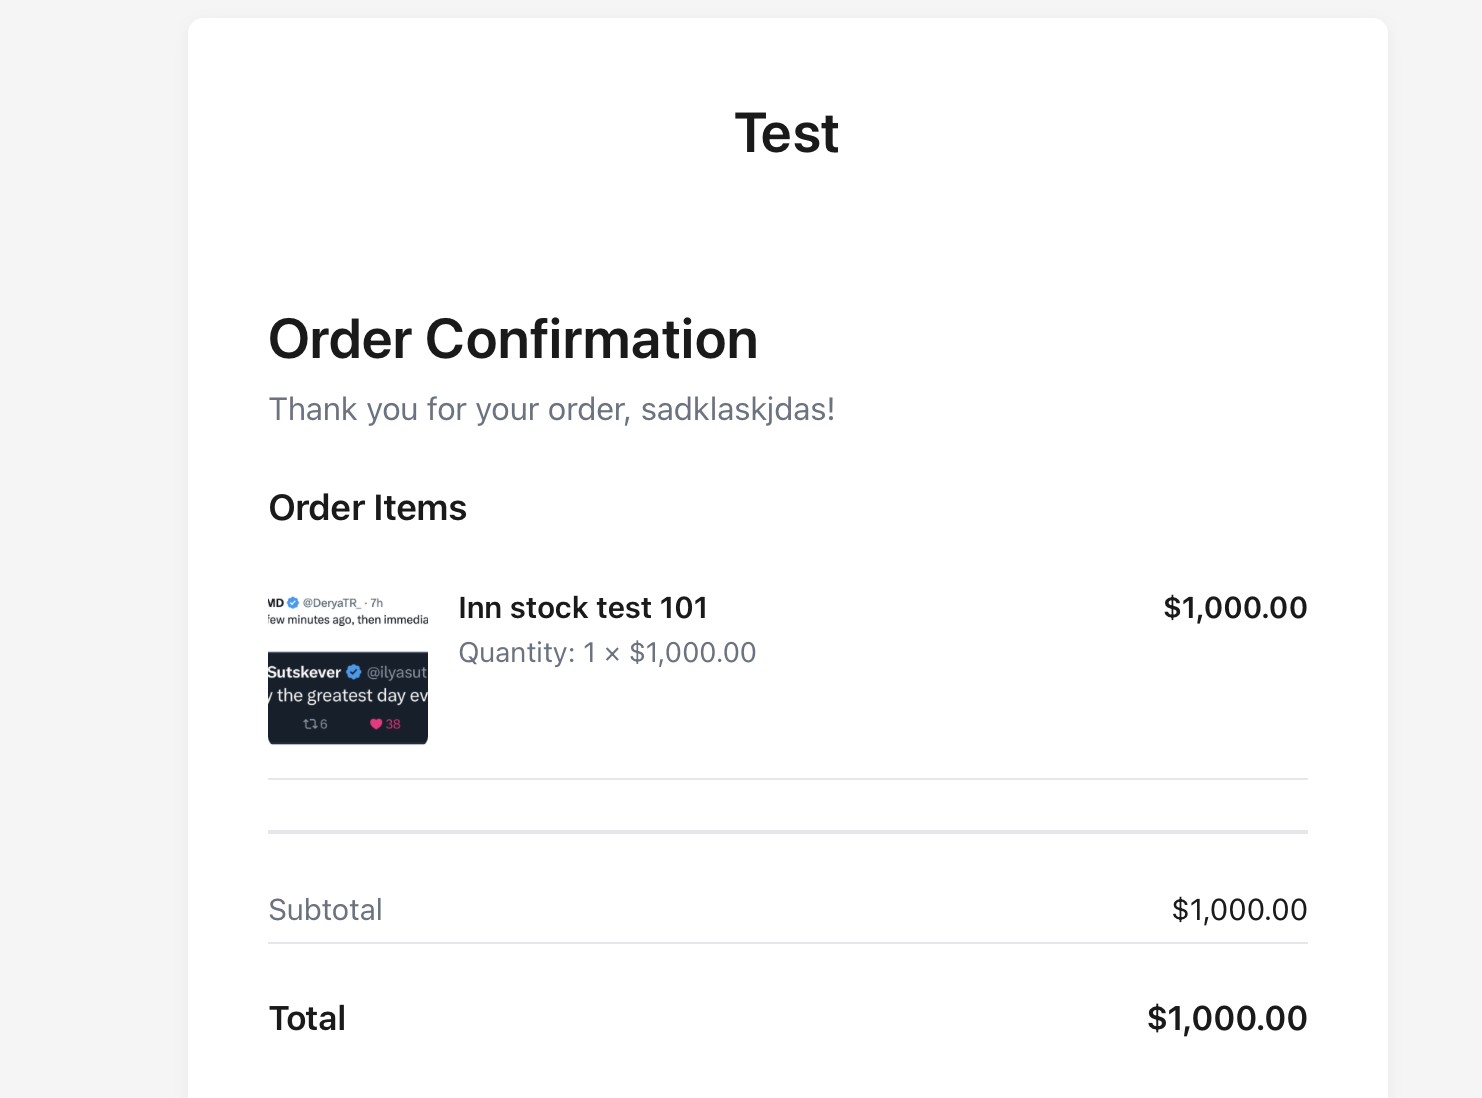 Test
Order Confirmation
Thank you for your order, sadklaskjdas!
Order Items
MD @DeryaTR_ · 7h
few minutes ago, then immedia
Sutskever @ilyasut
the greatest day ev
6 38
Inn stock test 101
$1,000.00
Quantity: 1 × $1,000.00
Subtotal
$1,000.00
Total
$1,000.00